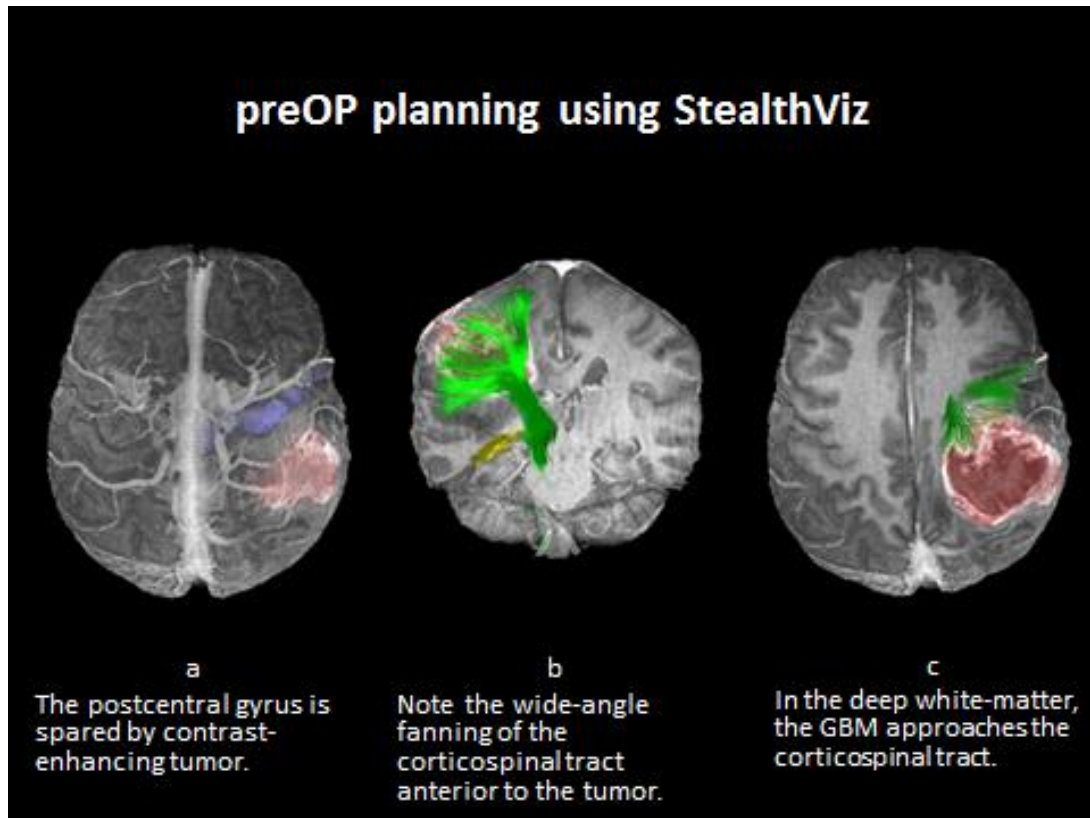 preOP planning using StealthViz
a
The postcentral gyrus is
spared by contrast-
enhancing tumor.
b
Note the wide-angle
fanning of the
corticospinal tract
anterior to the tumor.
c
In the deep white-matter,
the GBM approaches the
corticospinal tract.